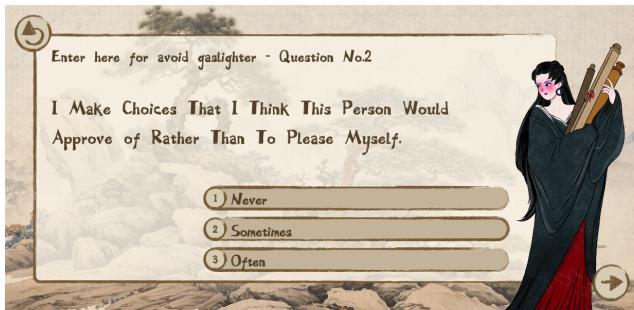 Enter here for avoid gaslighter - Question No.2
I Make Choices That I Think This Person Would
Approve of Rather Than To Please Myself.
1 Never
2 Sometimes
3 Often